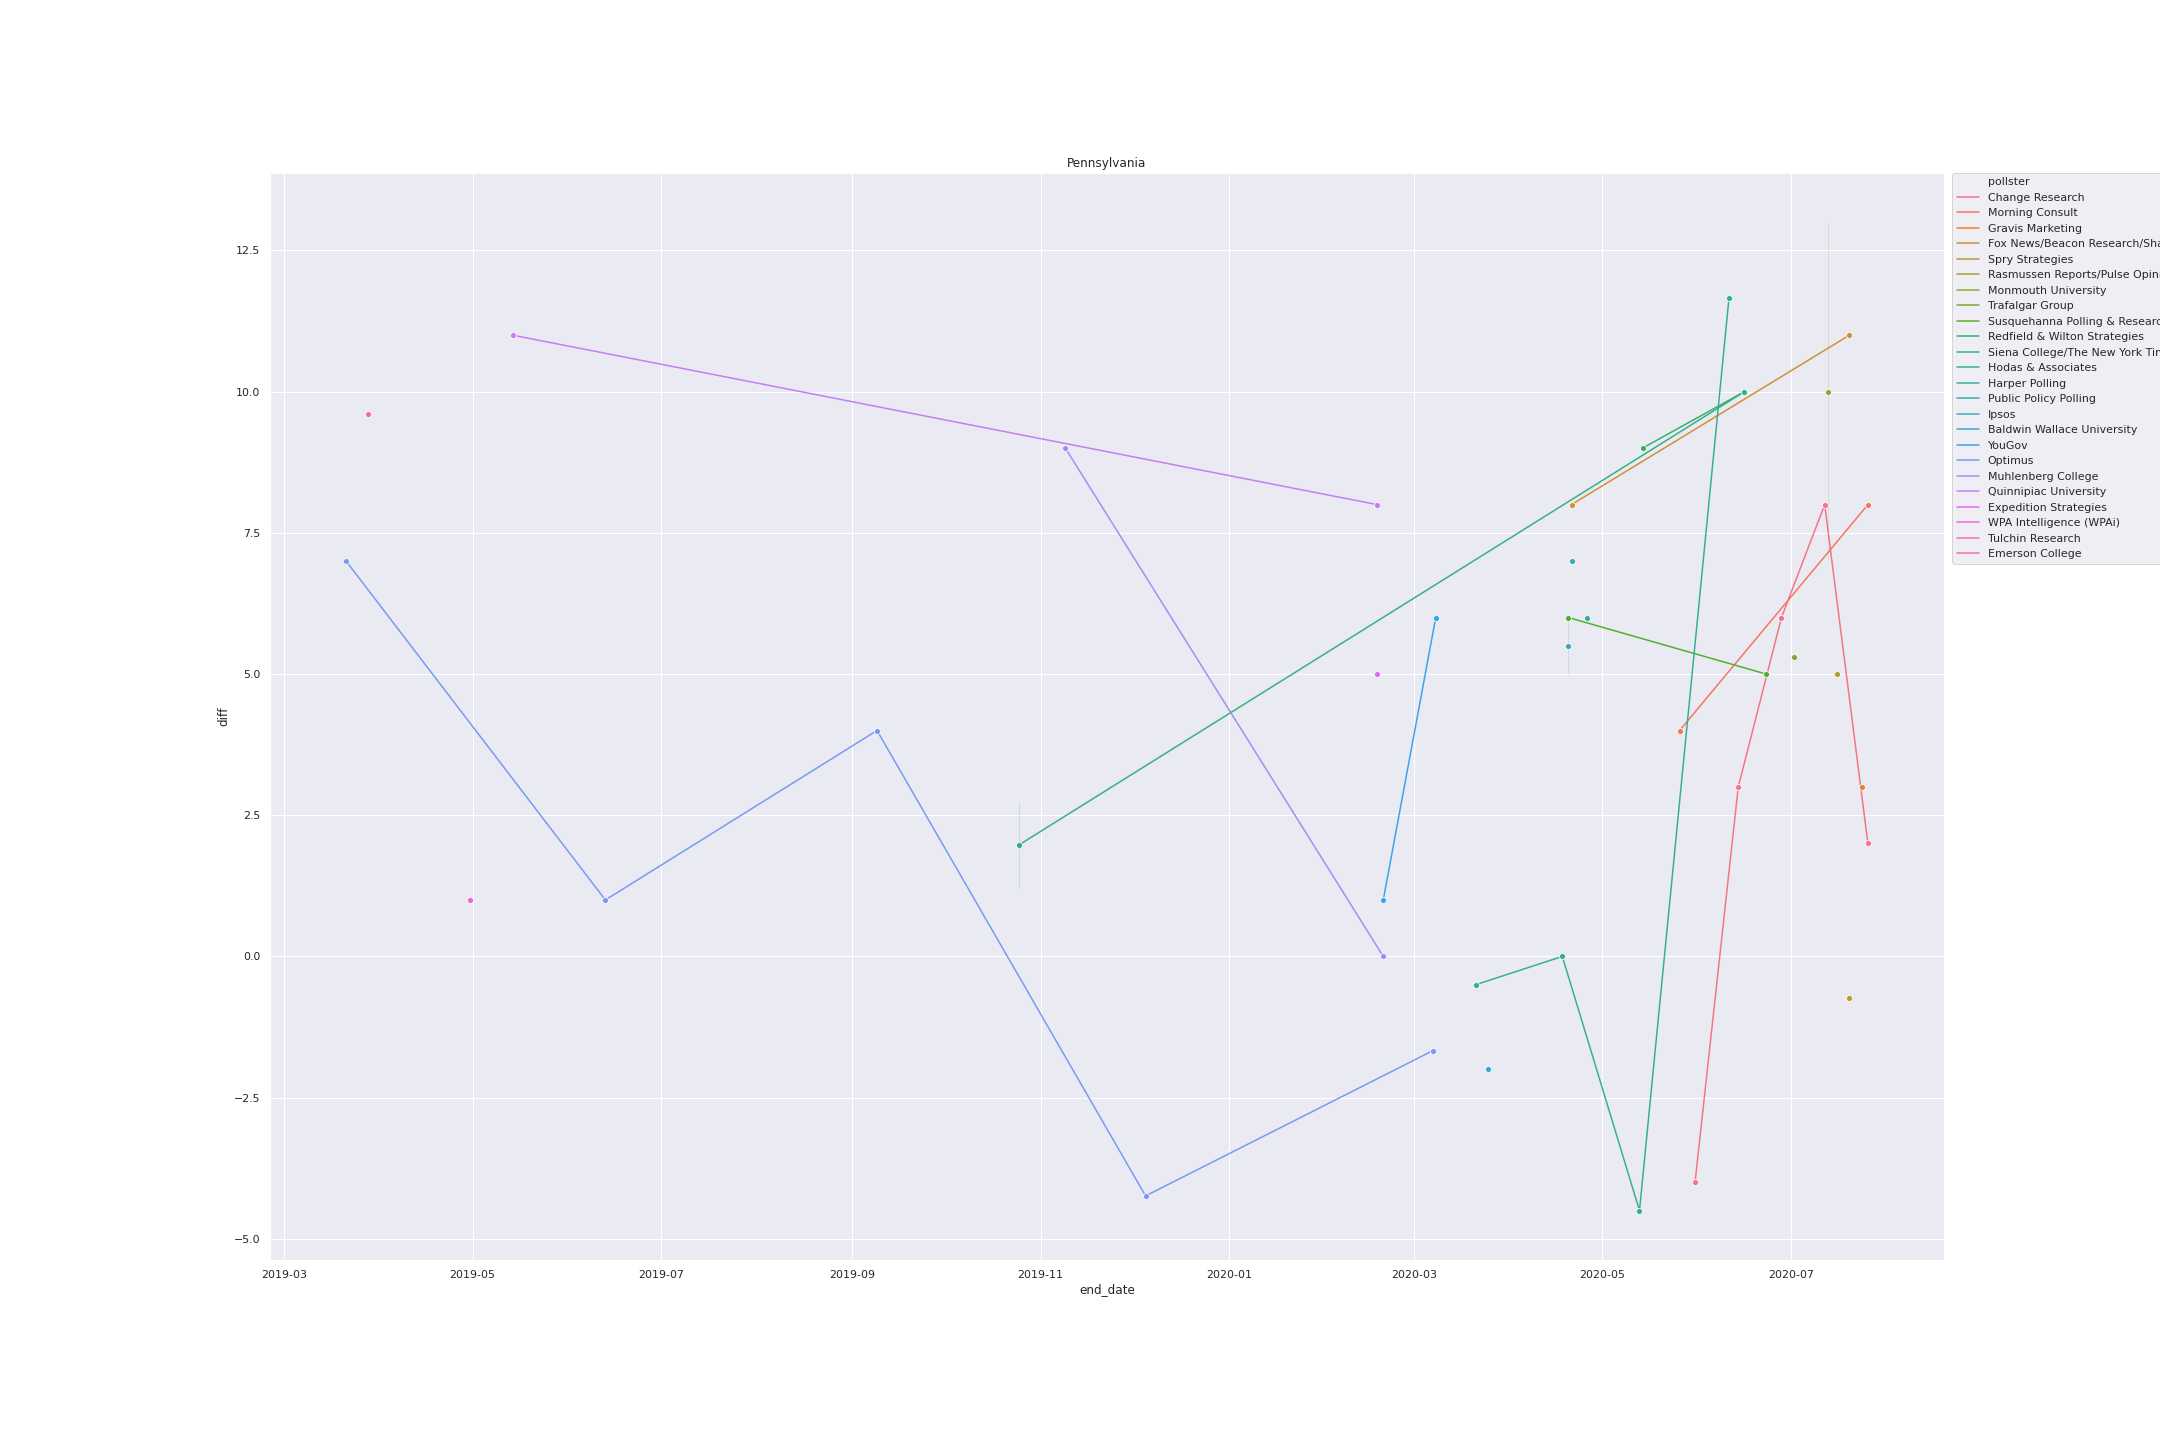 Pennsylvania
12.5
10.0
7.5
5.0
2.5
0.0
−2.5
−5.0
diff
2019-03 2019-05 2019-07 2019-09 2019-11 2020-01 2020-03 2020-05 2020-07
end_date
pollster
Change Research
Morning Consult
Gravis Marketing
Fox News/Beacon Research/Sha
Spry Strategies
Rasmussen Reports/Pulse Opin
Monmouth University
Trafalgar Group
Susquehanna Polling & Researc
Redfield & Wilton Strategies
Siena College/The New York Tim
Hodas & Associates
Harper Polling
Public Policy Polling
Ipsos
Baldwin Wallace University
YouGov
Optimus
Muhlenberg College
Quinnipiac University
Expedition Strategies
WPA Intelligence (WPAi)
Tulchin Research
Emerson College